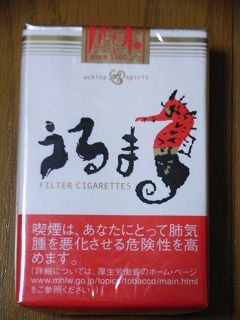 since 1960
uchina spirit
うるま
FILTER CIGARETTES
喫煙は、あなたにとって肺気
腫を悪化させる危険性を高
めます。
(詳細については、厚生労働省のホーム・ページ
www.mhlw.go.jp/topics/tobacco/main.html
をご参照ください。)